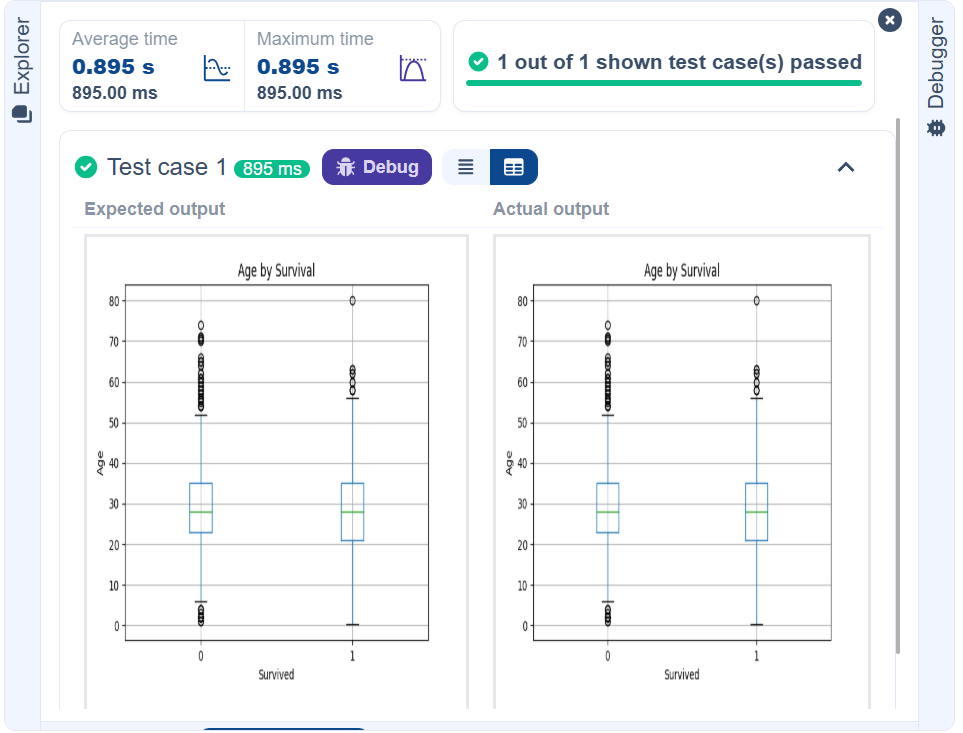 Explorer
Average time
0.895 s
895.00 ms
Maximum time
0.895 s
895.00 ms
1 out of 1 shown test case(s) passed
Debugger
Test case 1
895 ms
Debug
Expected output
Actual output
Age by Survival
80
70
60
50
40
30
20
10
0
Age
0
1
Survived
Age by Survival
80
70
60
50
40
30
20
10
0
Age
0
1
Survived